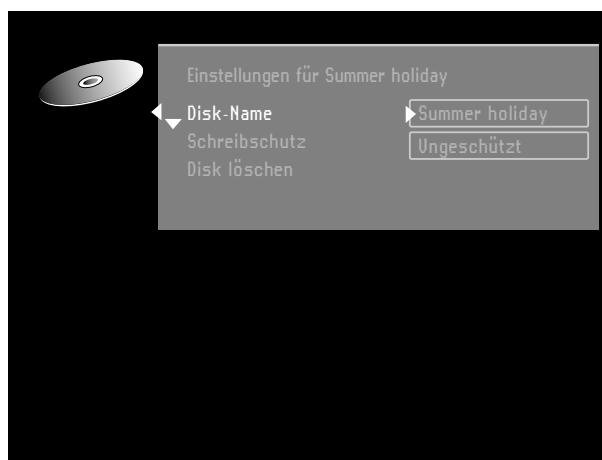 Einstellungen für Summer holiday
Disk-Name Summer holiday
Schreibschutz Ungeschützt
Disk löschen